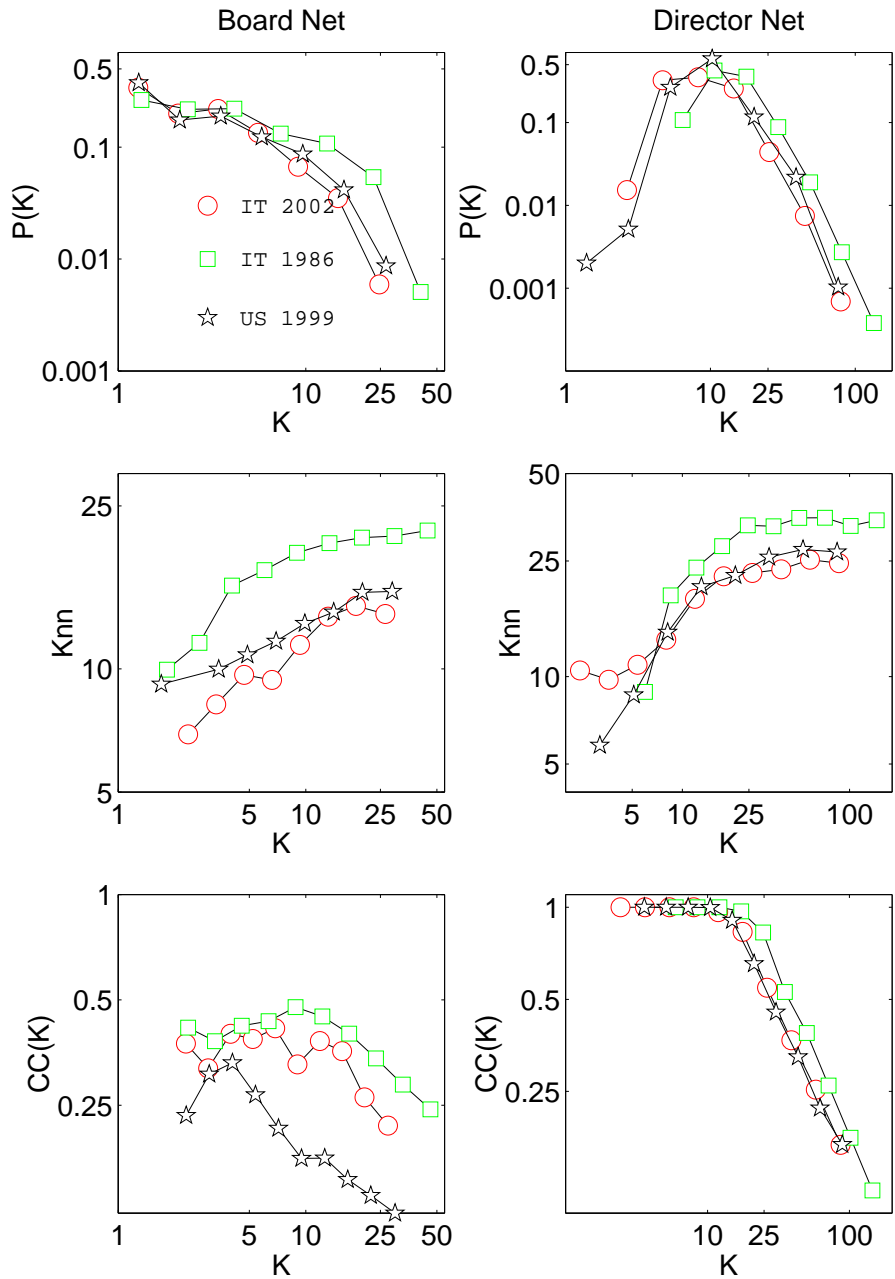 Board Net
Director Net
0.5
0.1
0.01
0.001
P(K)
IT 2002
IT 1986
US 1999
1 10 25 50
K
0.5
0.1
0.01
0.001
P(K)
1 10 25 100
K
25
10
5
Knn
1 5 10 25 50
K
50
25
10
5
Knn
5 10 25 100
K
1
0.5
0.25
CC(K)
1 5 10 25 50
K
1
0.5
0.25
CC(K)
10 25 100
K